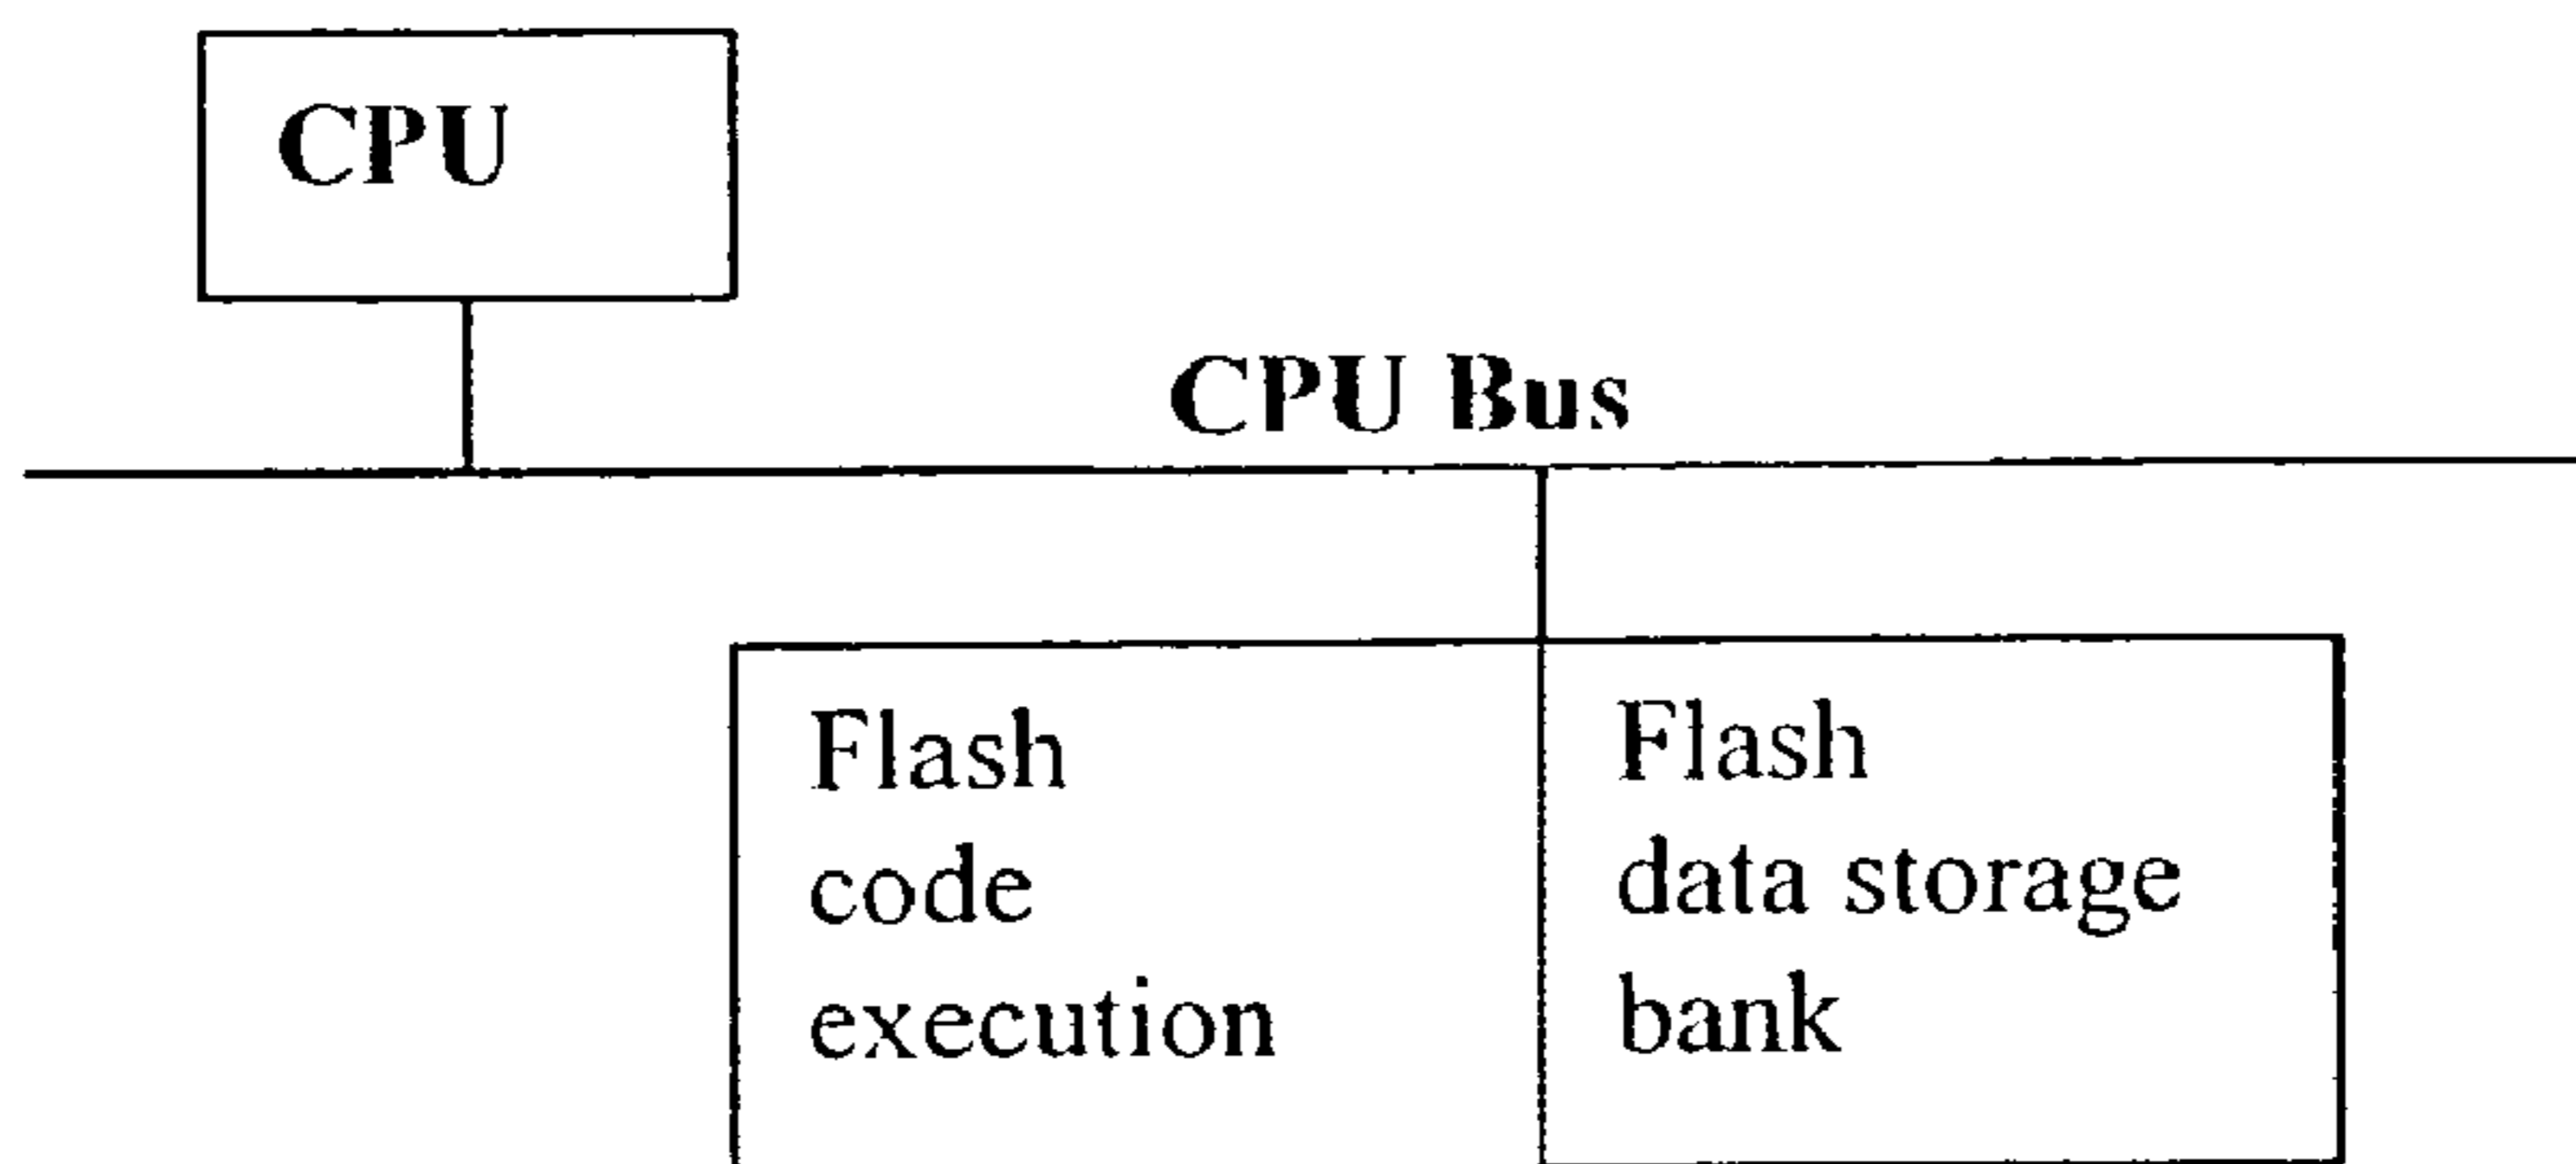 CPU
CPU Bus
Flash
code
execution
Flash
data storage
bank